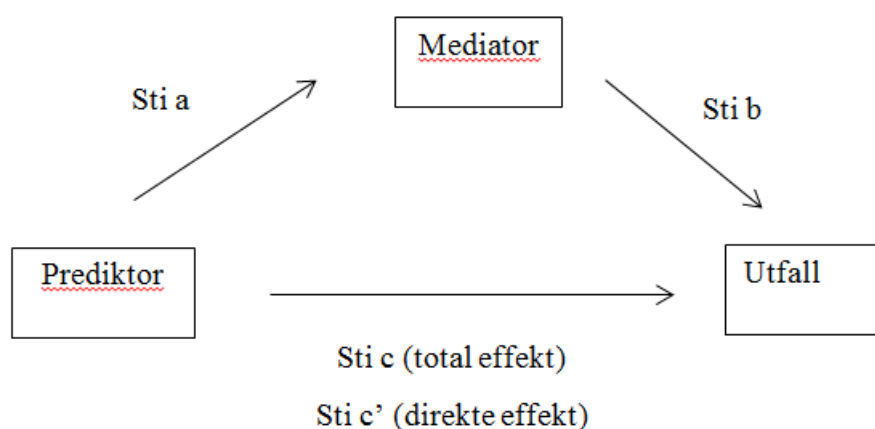 Mediator
Sti a
Sti b
Prediktor
Utfall
Sti c (total effekt)
Sti c’ (direkte effekt)